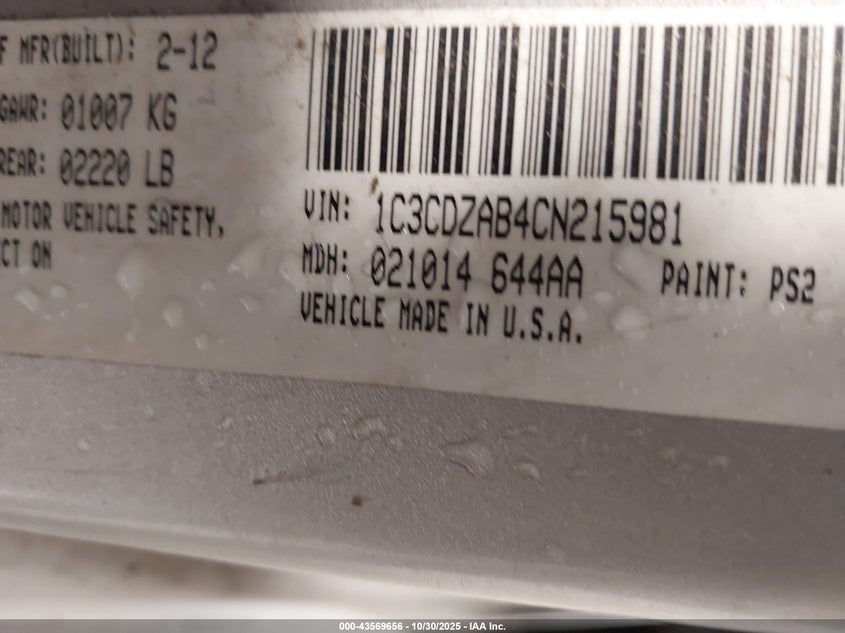 F MFR(BUILT): 2-12
GAWR: 01007 KG
REAR: 02220 LB
MOTOR VEHICLE SAFETY,
CT ON
VIN: 1C3CDZAB4CN215981
MDH: 021014 644AA PAINT: PS2
VEHICLE MADE IN U.S.A.
000-43569656 - 10/30/2025 - IAA Inc.